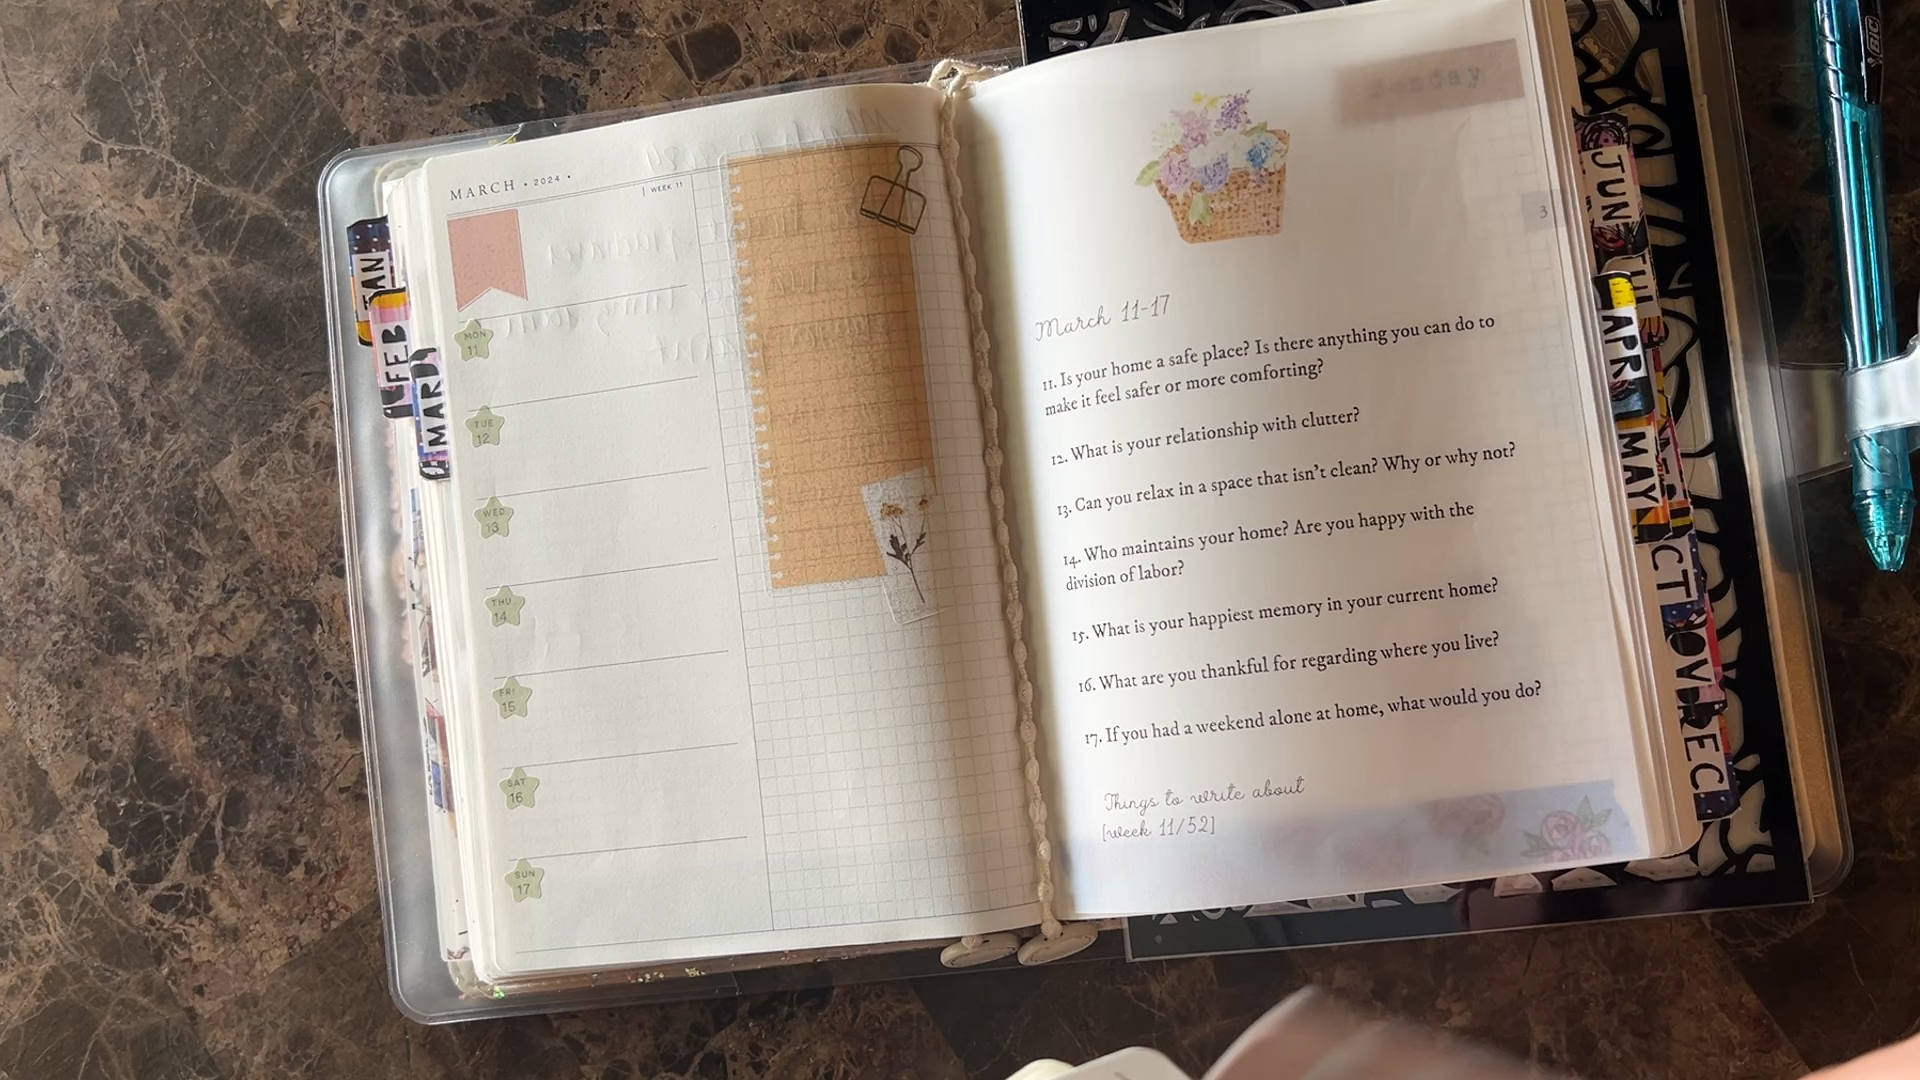 MARCH • 2024 •
| WEEK 11
MON
11
TUE
12
WED
13
THU
14
FRI
15
SAT
16
SUN
17
JAN
FEB
MAR
March 11-17
11. Is your home a safe place? Is there anything you can do to
make it feel safer or more comforting?
12. What is your relationship with clutter?
13. Can you relax in a space that isn't clean? Why or why not?
14. Who maintains your home? Are you happy with the
division of labor?
15. What is your happiest memory in your current home?
16. What are you thankful for regarding where you live?
17. If you had a weekend alone at home, what would you do?
Things to write about
[week 11/52]
3
JUN
APR
MAY
DEC
BIC